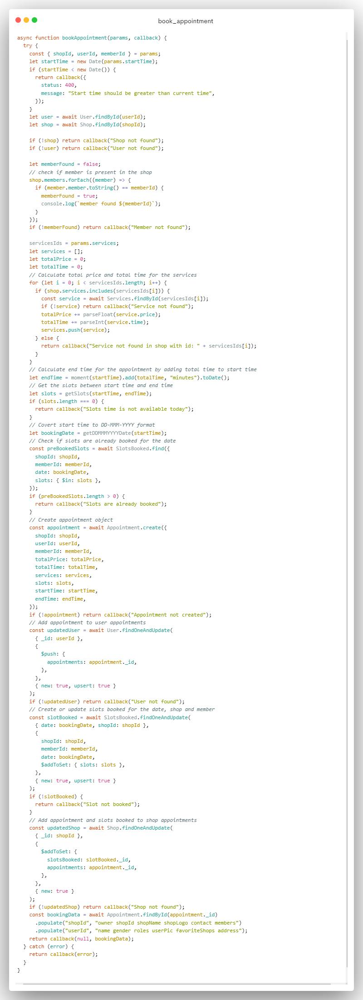 book_appointment
async function bookAppointment(params, callback) {
  try {
    const { shopId, userId, memberId } = params;
    let startTime = new Date(params.startTime);
    if (startTime < new Date()) {
      return callback({
        status: 400,
        message: "Start time should be greater than current time",
      });
    }
    let user = await User.findById(userId);
    let shop = await Shop.findById(shopId);

    if (!shop) return callback("Shop not found");
    if (!user) return callback("User not found");

    let memberFound = false;
    // check if member is present in the shop
    shop.members.forEach((member) => {
      if (member.member.toString() == memberId) {
        memberFound = true;
        console.log(`member found ${memberId}`);
      }
    });
    if (!memberFound) return callback("Member not found");

    servicesIds = params.services;
    let services = [];
    let totalPrice = 0;
    let totalTime = 0;
    // Calculate total price and total time for the services
    for (let i = 0; i < servicesIds.length; i++) {
      if (shop.services.includes(servicesIds[i])) {
        const service = await Services.findById(servicesIds[i]);
        if (!service) return callback("Service not found");
        totalPrice += parseFloat(service.price);
        totalTime += parseInt(service.time);
        services.push(service);
      } else {
        return callback("Service not found in shop with id: " + servicesIds[i]);
      }
    }
    // Calculate end time for the appointment by adding total time to start time
    let endTime = moment(startTime).add(totalTime, "minutes").toDate();
    // Get the slots between start time and end time
    let slots = getSlots(startTime, endTime);
    if (slots.length === 0) {
      return callback("Slots time is not available today");
    }
    // Covert start time to DD-MMM-YYYY format
    let bookingDate = getDDMMMYYYYDate(startTime);
    // Check if slots are already booked for the date
    const preBookedSlots = await SlotsBooked.find({
      shopId: shopId,
      memberId: memberId,
      date: bookingDate,
      slots: { $in: slots },
    });
    if (preBookedSlots.length > 0) {
      return callback("Slots are already booked");
    }
    // Create appointment object
    const appointment = await Appointment.create({
      shopId: shopId,
      userId: userId,
      memberId: memberId,
      totalPrice: totalPrice,
      totalTime: totalTime,
      services: services,
      slots: slots,
      startTime: startTime,
      endTime: endTime,
    });
    if (!appointment) return callback("Appointment not created");
    // Add appointment to user appointments
    const updatedUser = await User.findOneAndUpdate(
      { _id: userId },
      {
        $push: {
          appointments: appointment._id,
        },
      },
      { new: true, upsert: true }
    );
    if (!updatedUser) return callback("User not found");
    // Create or update slots booked for the date, shop and member
    const slotBooked = await SlotsBooked.findOneAndUpdate(
      { date: bookingDate, shopId: shopId },
      {
        shopId: shopId,
        memberId: memberId,
        date: bookingDate,
        $addToSet: { slots: slots },
      },
      { new: true, upsert: true }
    );
    if (!slotBooked) {
      return callback("Slot not booked");
    }
    // Add appointment and slots booked to shop appointments
    const updatedShop = await Shop.findOneAndUpdate(
      { _id: shopId },
      {
        $addToSet: {
          slotsBooked: slotBooked._id,
          appointments: appointment._id,
        },
      },
      { new: true }
    );
    if (!updatedShop) return callback("Shop not found");
    const bookingData = await Appointment.findById(appointment._id)
      .populate("shopId", "owner shopId shopName shopLogo contact members")
      .populate("userId", "name gender roles userPic favoriteShops address");
    return callback(null, bookingData);
  } catch (error) {
    return callback(error);
  }
}